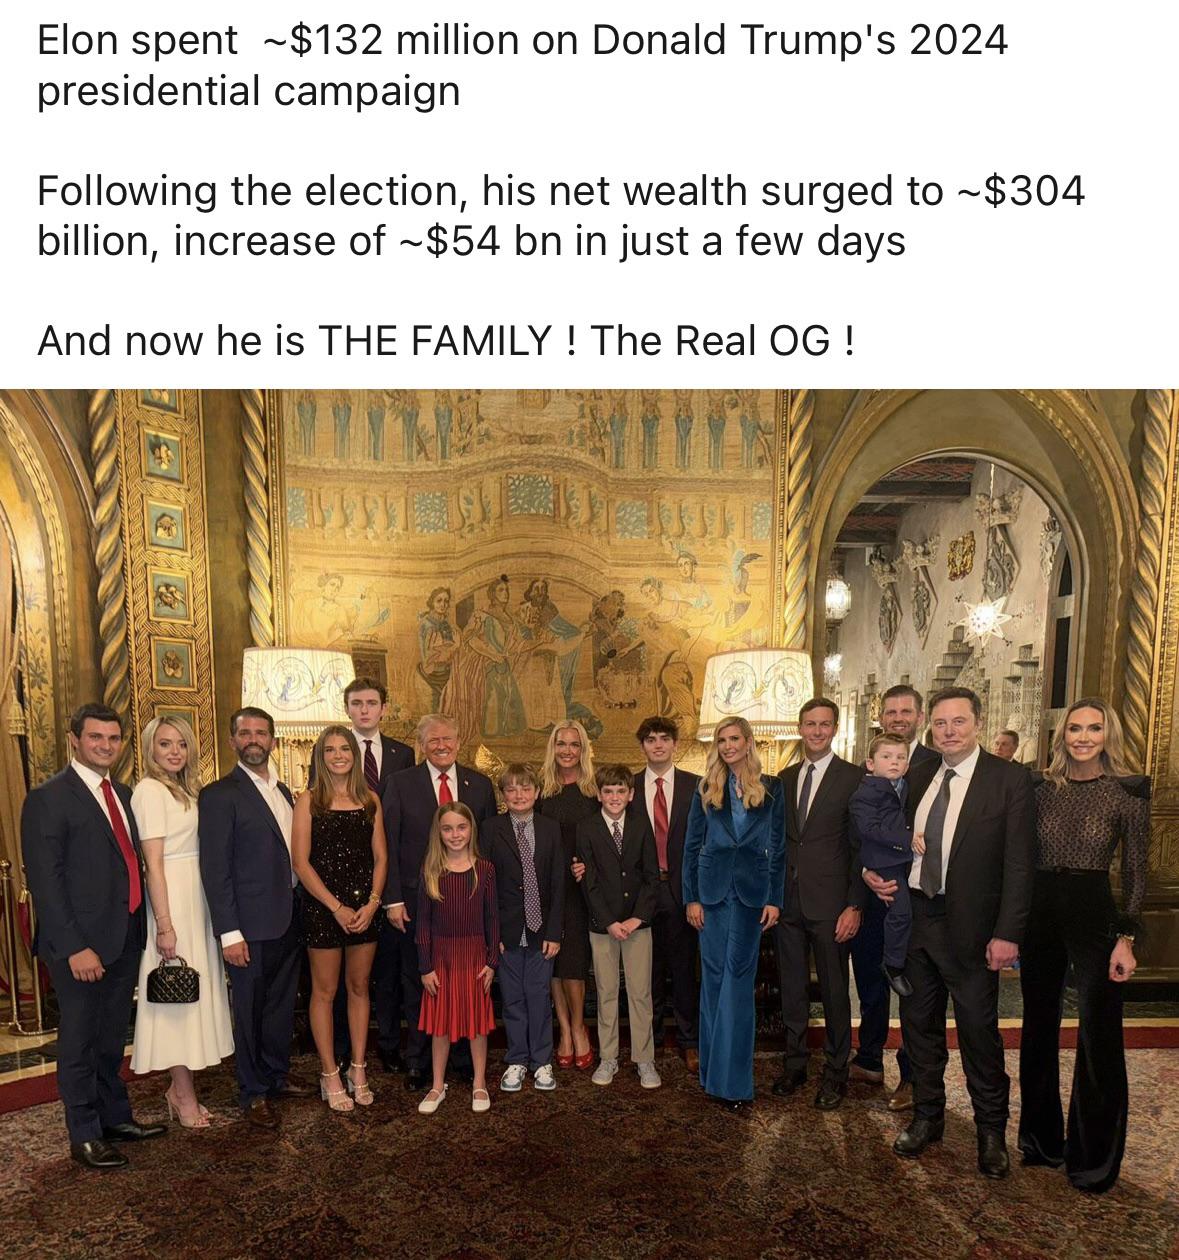 Elon spent  ~$132 million on Donald Trump's 2024
presidential campaign
Following the election, his net wealth surged to ~$304
billion, increase of ~$54 bn in just a few days
And now he is THE FAMILY ! The Real OG !